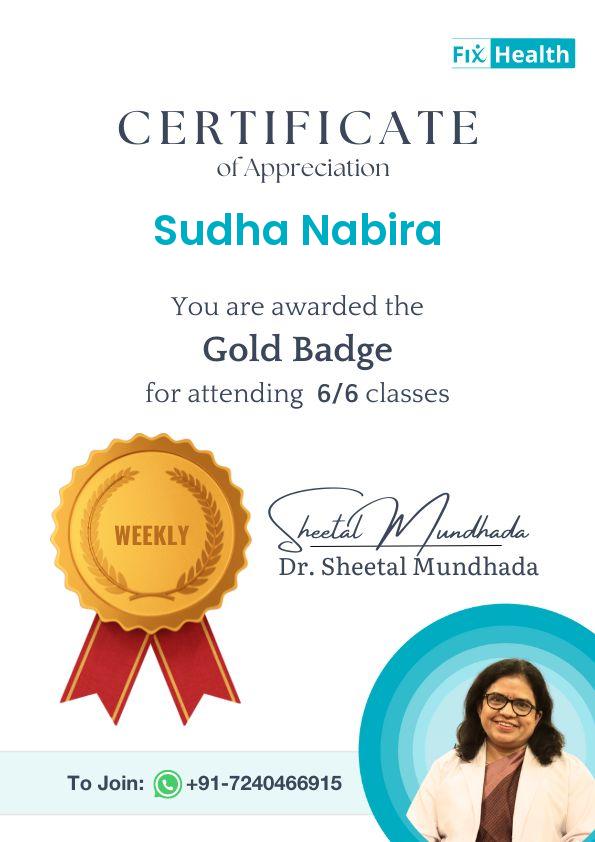 Fix Health
CERTIFICATE
of Appreciation
Sudha Nabira
You are awarded the
Gold Badge
for attending 6/6 classes
WEEKLY
Sheetal Mundhada
Dr. Sheetal Mundhada
To Join: +91-7240466915